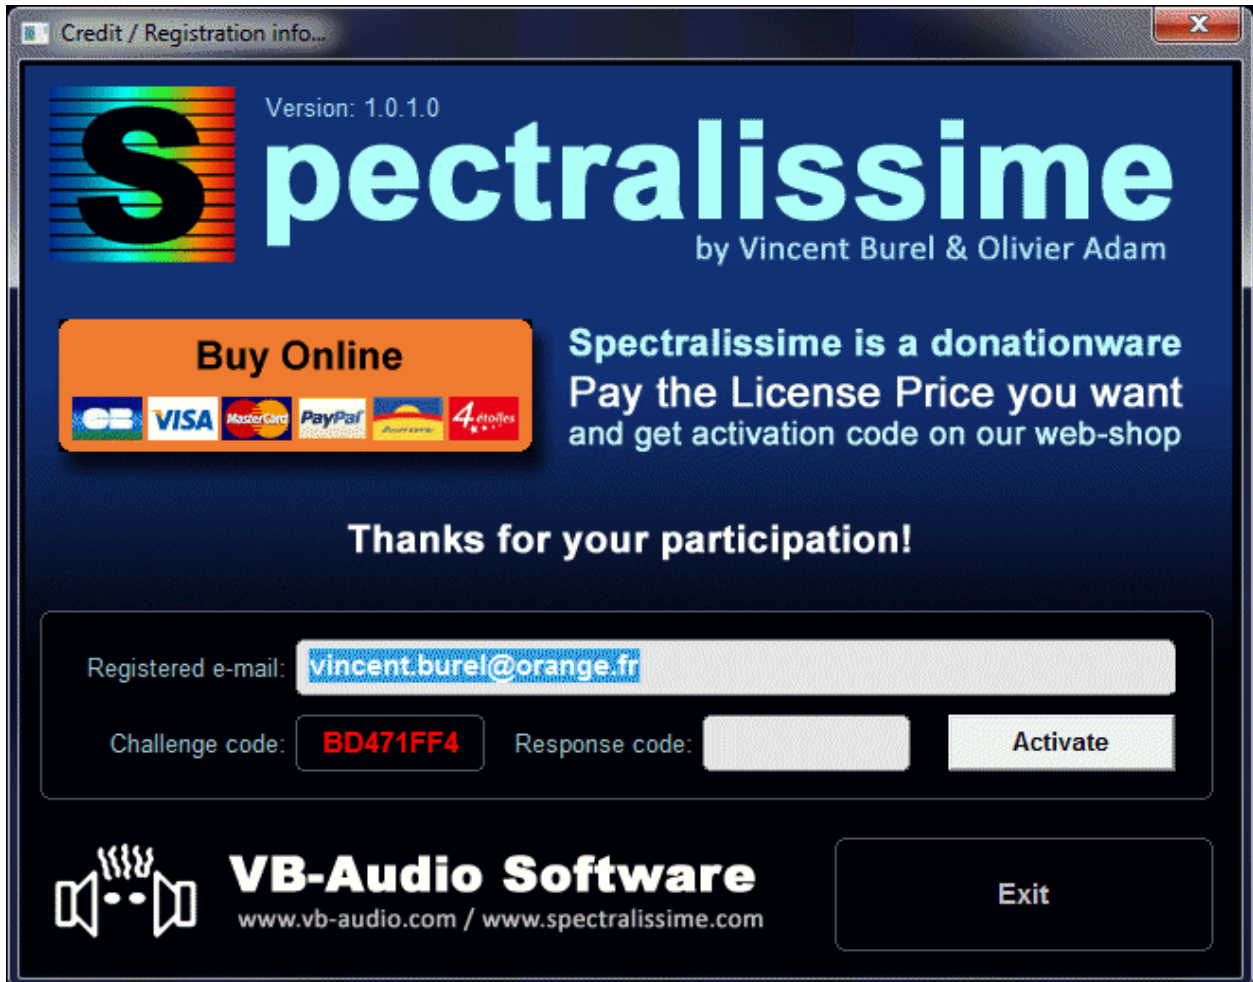 Credit / Registration info...
Version: 1.0.1.0
Spectralissime
by Vincent Burel & Olivier Adam
Buy Online
CB VISA MasterCard PayPal Aurore 4 étoiles
Spectralissime is a donationware
Pay the License Price you want
and get activation code on our web-shop
Thanks for your participation!
Registered e-mail: vincent.burel@orange.fr
Challenge code: BD471FF4 Response code: Activate
VB-Audio Software
www.vb-audio.com / www.spectralissime.com
Exit